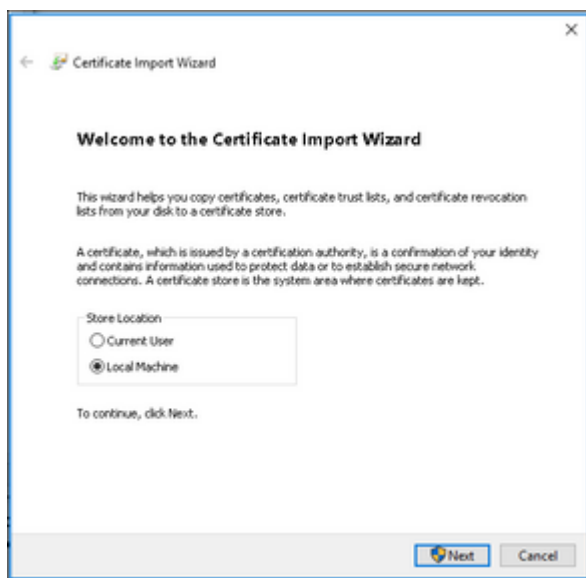 Certificate Import Wizard
Welcome to the Certificate Import Wizard
This wizard helps you copy certificates, certificate trust lists, and certificate revocation
lists from your disk to a certificate store.
A certificate, which is issued by a certification authority, is a confirmation of your identity
and contains information used to protect data or to establish secure network
connections. A certificate store is the system area where certificates are kept.
Store Location
Current User
Local Machine
To continue, click Next.
Next Cancel